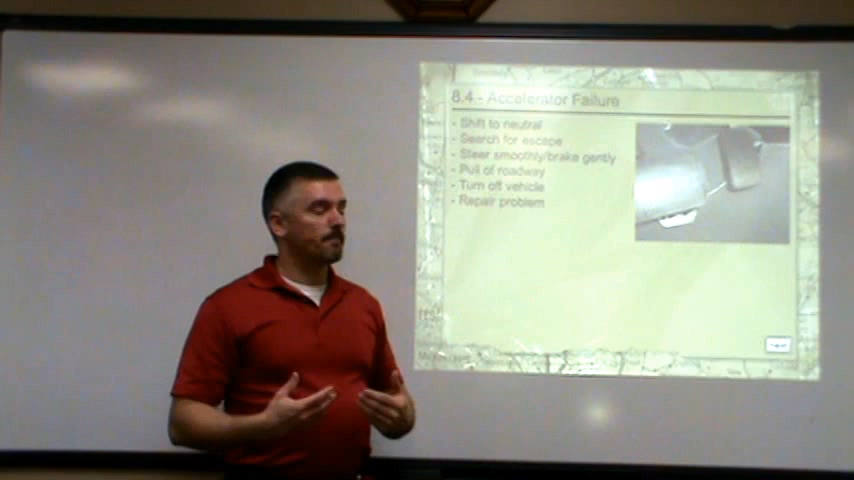 8.4 - Accelerator Failure
- Shift to neutral
- Search for escape
- Steer smoothly/brake gently
- Pull of roadway
- Turn off vehicle
- Repair problem